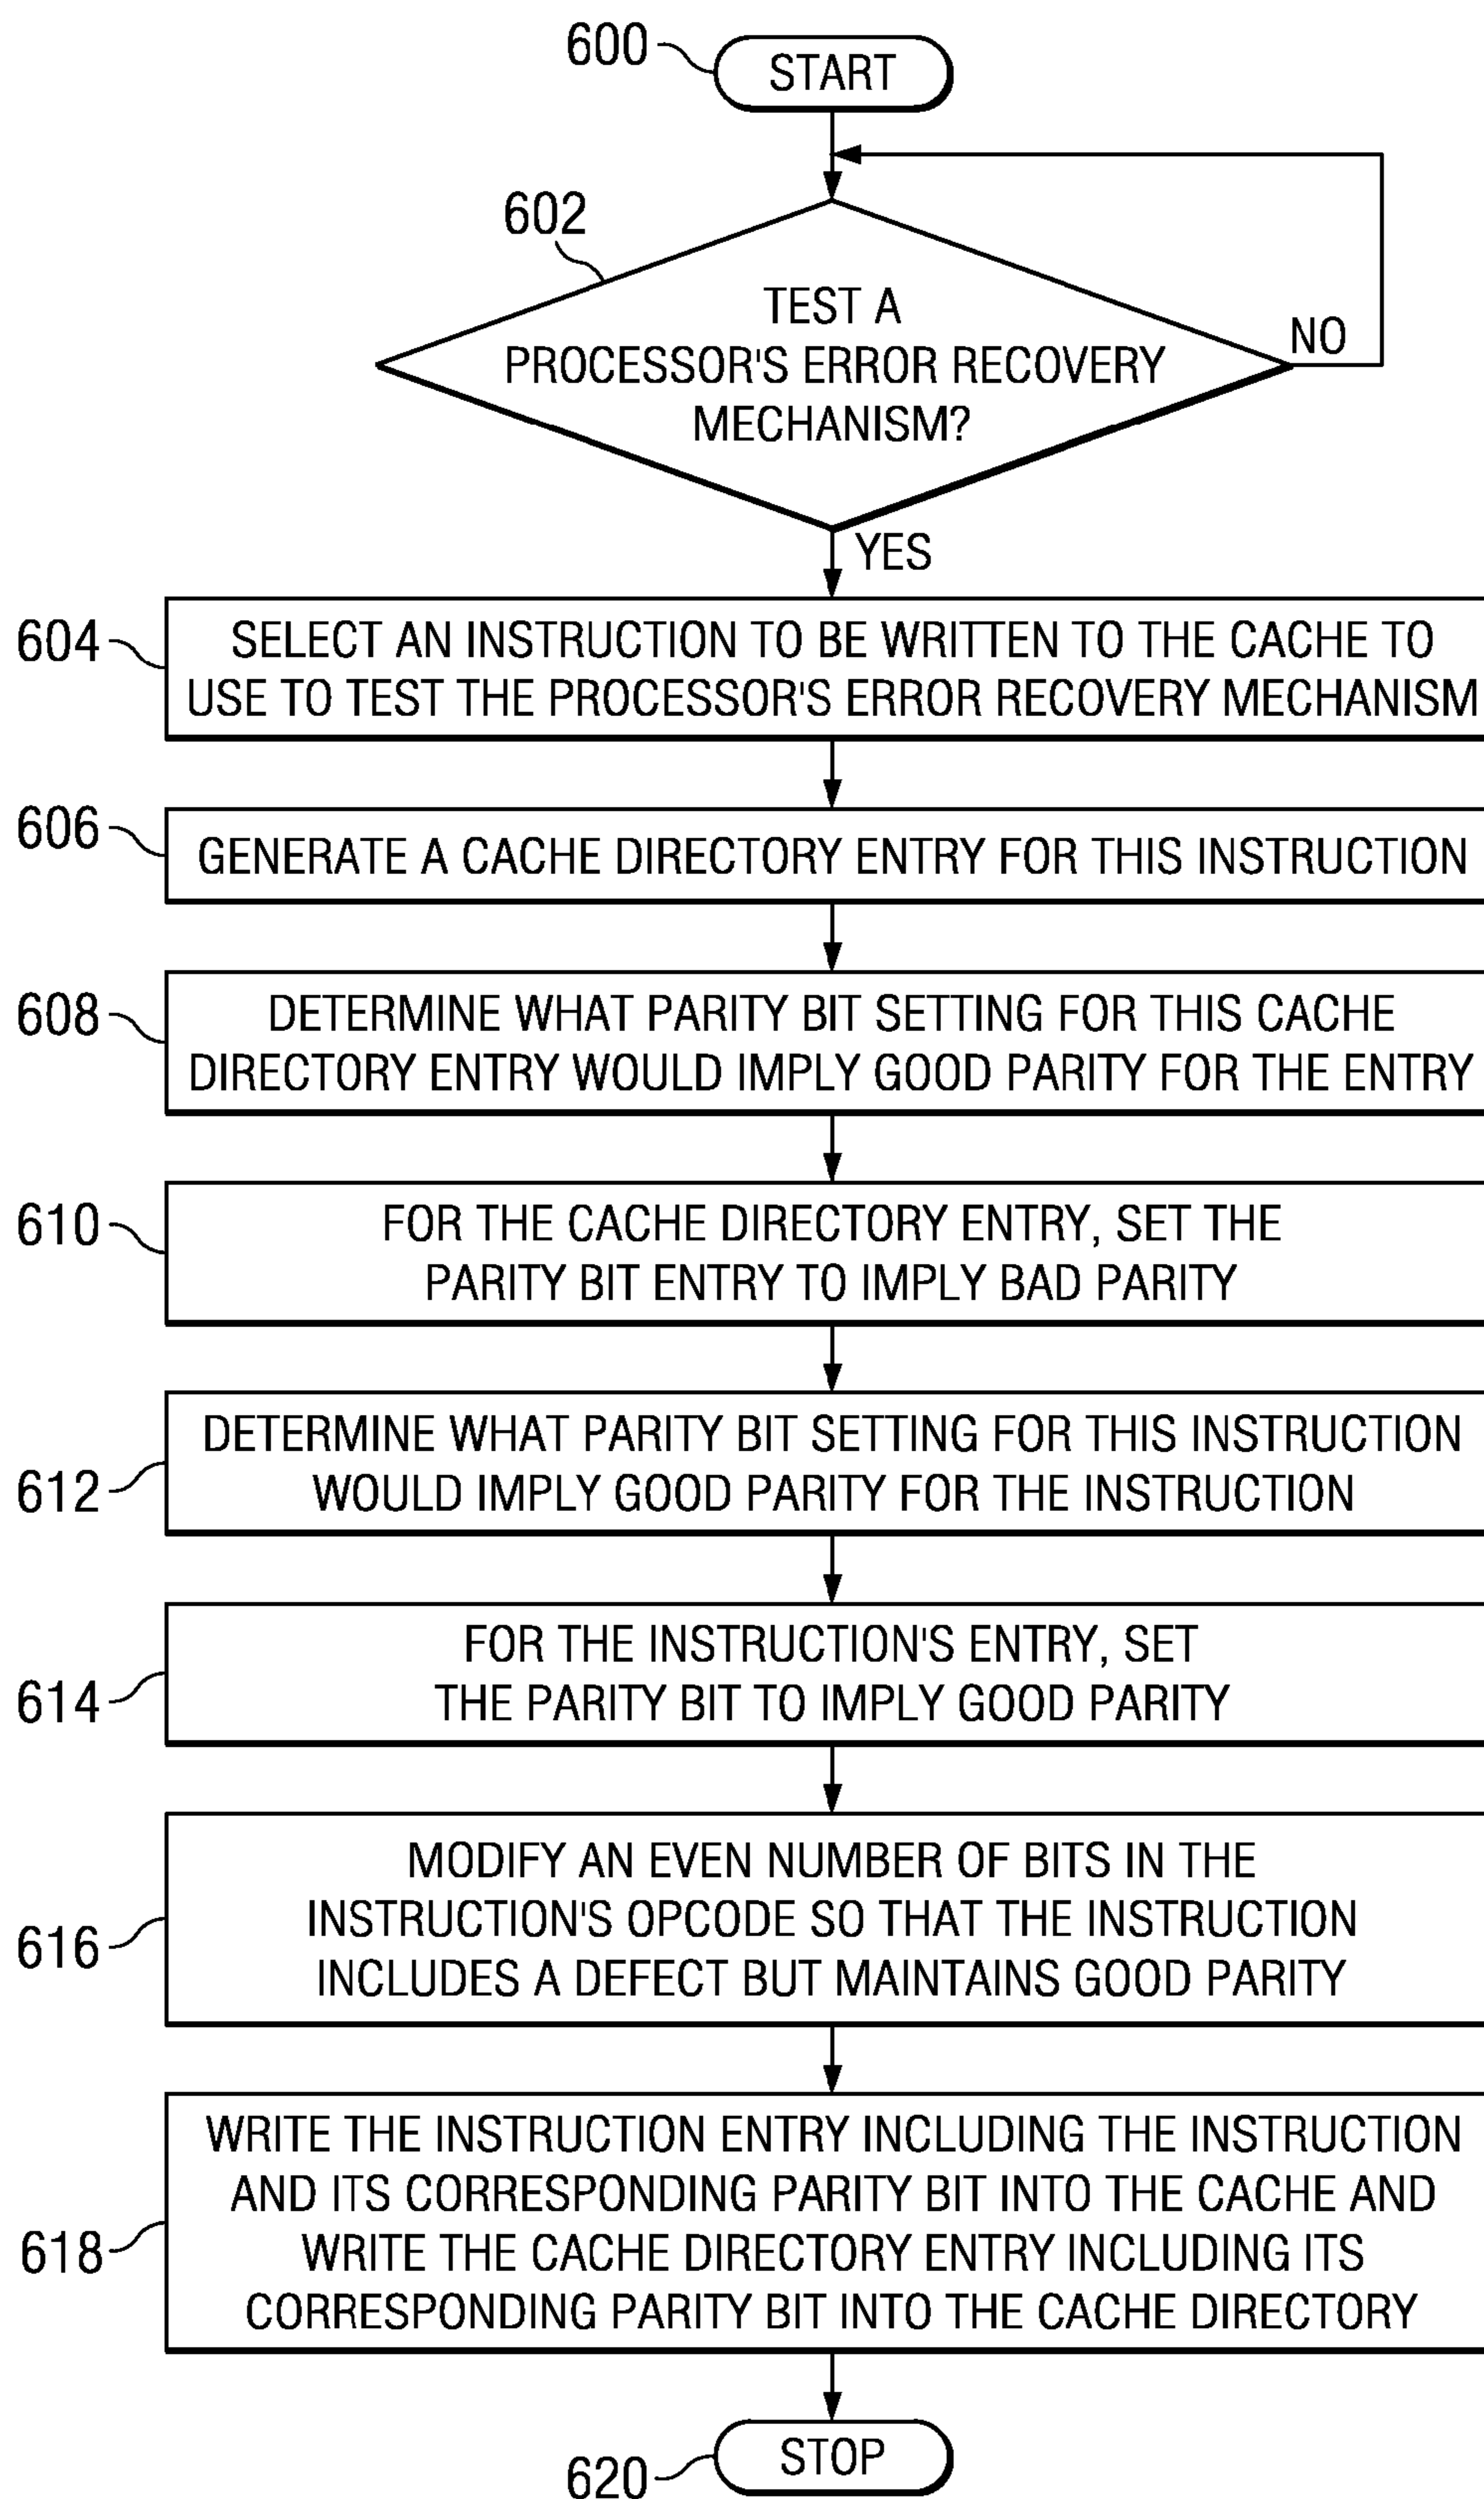 600
START
602
TEST A
PROCESSOR'S ERROR RECOVERY
MECHANISM?
NO
YES
604
SELECT AN INSTRUCTION TO BE WRITTEN TO THE CACHE TO
USE TO TEST THE PROCESSOR'S ERROR RECOVERY MECHANISM
606
GENERATE A CACHE DIRECTORY ENTRY FOR THIS INSTRUCTION
608
DETERMINE WHAT PARITY BIT SETTING FOR THIS CACHE
DIRECTORY ENTRY WOULD IMPLY GOOD PARITY FOR THE ENTRY
610
FOR THE CACHE DIRECTORY ENTRY, SET THE
PARITY BIT ENTRY TO IMPLY BAD PARITY
612
DETERMINE WHAT PARITY BIT SETTING FOR THIS INSTRUCTION
WOULD IMPLY GOOD PARITY FOR THE INSTRUCTION
614
FOR THE INSTRUCTION'S ENTRY, SET
THE PARITY BIT TO IMPLY GOOD PARITY
616
MODIFY AN EVEN NUMBER OF BITS IN THE
INSTRUCTION'S OPCODE SO THAT THE INSTRUCTION
INCLUDES A DEFECT BUT MAINTAINS GOOD PARITY
618
WRITE THE INSTRUCTION ENTRY INCLUDING THE INSTRUCTION
AND ITS CORRESPONDING PARITY BIT INTO THE CACHE AND
WRITE THE CACHE DIRECTORY ENTRY INCLUDING ITS
CORRESPONDING PARITY BIT INTO THE CACHE DIRECTORY
620
STOP